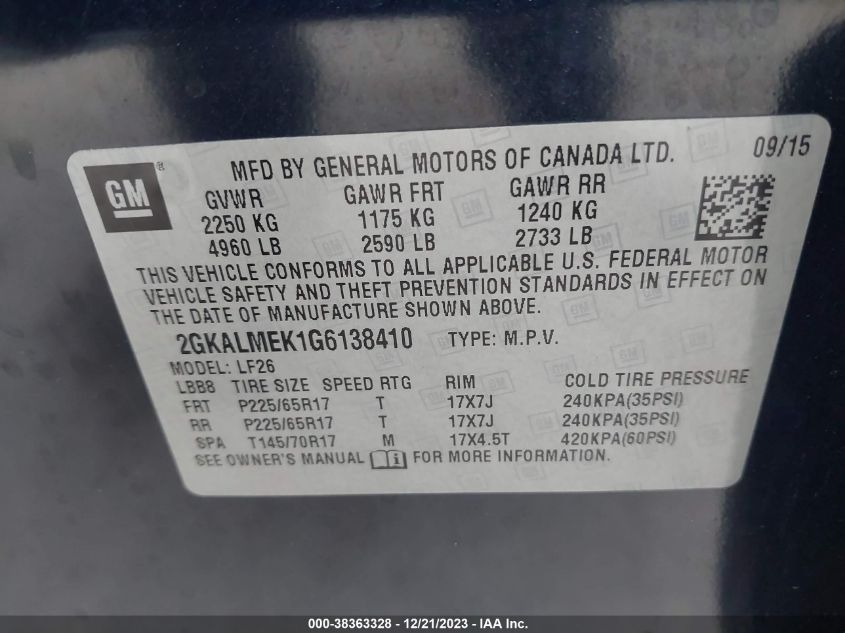 GM
MFD BY GENERAL MOTORS OF CANADA LTD. 09/15
GVWR GAWR FRT GAWR RR
2250 KG 1175 KG 1240 KG
4960 LB 2590 LB 2733 LB
THIS VEHICLE CONFORMS TO ALL APPLICABLE U.S. FEDERAL MOTOR
VEHICLE SAFETY AND THEFT PREVENTION STANDARDS IN EFFECT ON
THE DATE OF MANUFACTURE SHOWN ABOVE.
2GKALMEK1G6138410 TYPE: M.P.V.
MODEL: LF26
LBB8 TIRE SIZE SPEED RTG RIM COLD TIRE PRESSURE
FRT P225/65R17 T 17X7J 240KPA(35PSI)
RR P225/65R17 T 17X7J 240KPA(35PSI)
SPA T145/70R17 M 17X4.5T 420KPA(60PSI)
SEE OWNER'S MANUAL i FOR MORE INFORMATION.
000-38363328 - 12/21/2023 - IAA Inc.